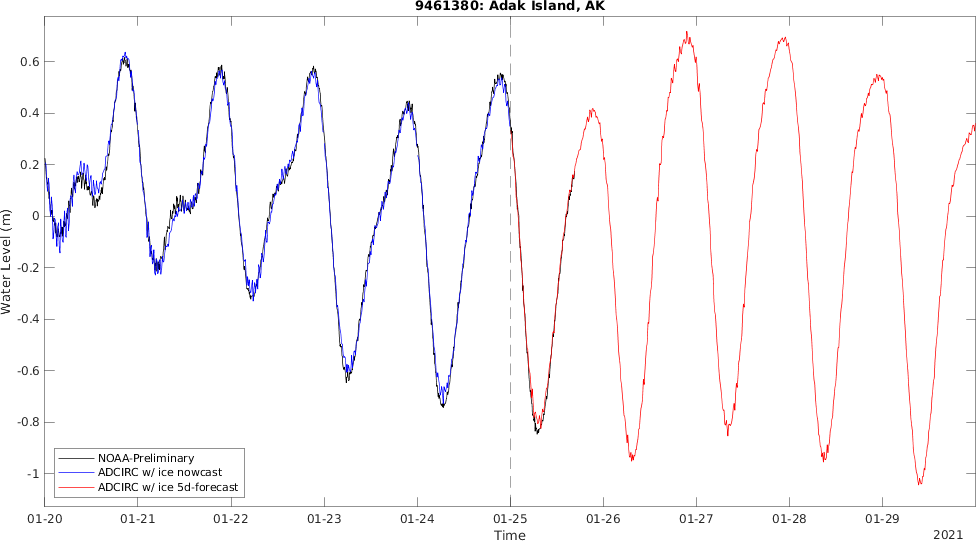 9461380: Adak Island, AK
Water Level (m)
0.6
0.4
0.2
0
-0.2
-0.4
-0.6
-0.8
-1
NOAA-Preliminary
ADCIRC w/ ice nowcast
ADCIRC w/ ice 5d-forecast
01-20 01-21 01-22 01-23 01-24 01-25 01-26 01-27 01-28 01-29
Time
2021